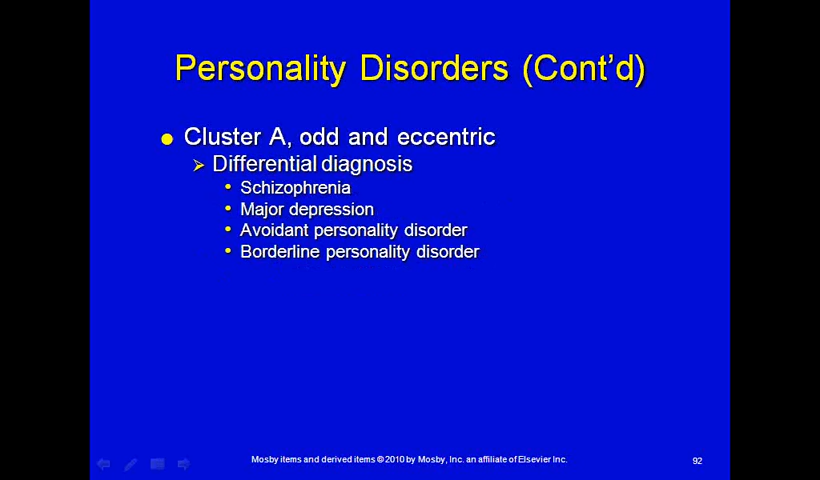 Personality Disorders (Cont’d)
Cluster A, odd and eccentric
Differential diagnosis
Schizophrenia
Major depression
Avoidant personality disorder
Borderline personality disorder
Mosby items and derived items © 2010 by Mosby, Inc. an affiliate of Elsevier Inc.
92